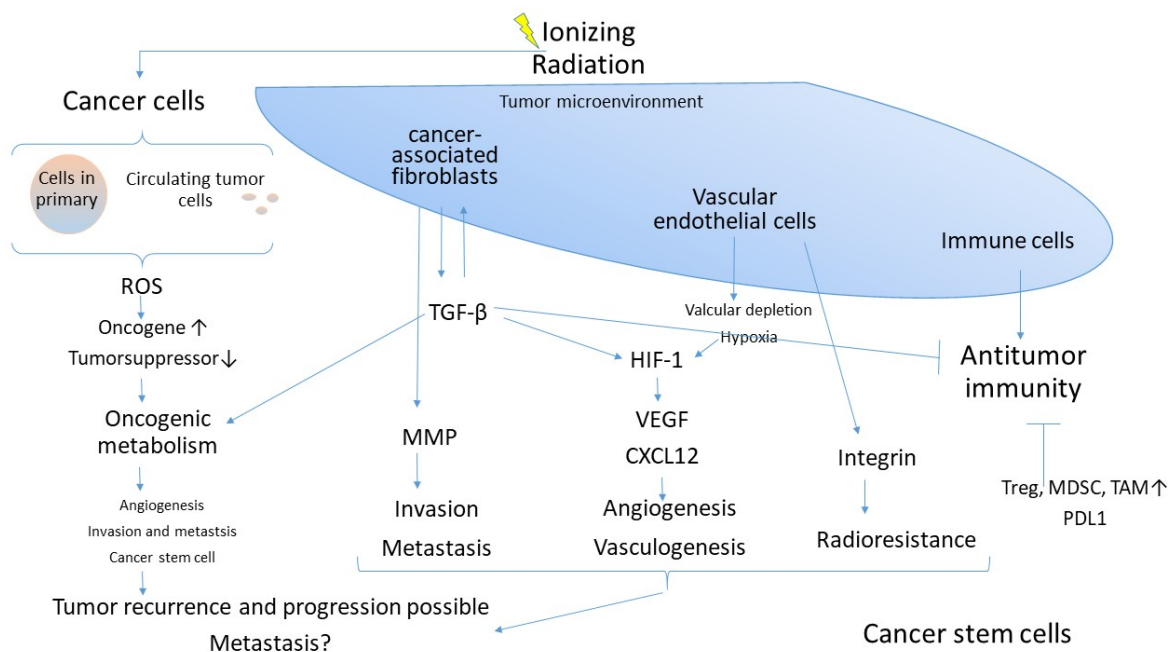 Ionizing
Radiation
Cancer cells
Tumor microenvironment
cancer-
associated
fibroblasts
Cells in
primary
Circulating tumor
cells
Vascular
endothelial cells
Immune cells
ROS
Oncogene ↑
Tumorsuppressor↓
TGF-β
Valcular depletion
Hypoxia
HIF-1
Antitumor
immunity
Oncogenic
metabolism
MMP
VEGF
CXCL12
Integrin
Treg, MDSC, TAM↑
PDL1
Angiogenesis
Invasion and metastsis
Cancer stem cell
Invasion
Metastasis
Angiogenesis
Vasculogenesis
Radioresistance
Tumor recurrence and progression possible
Metastasis?
Cancer stem cells